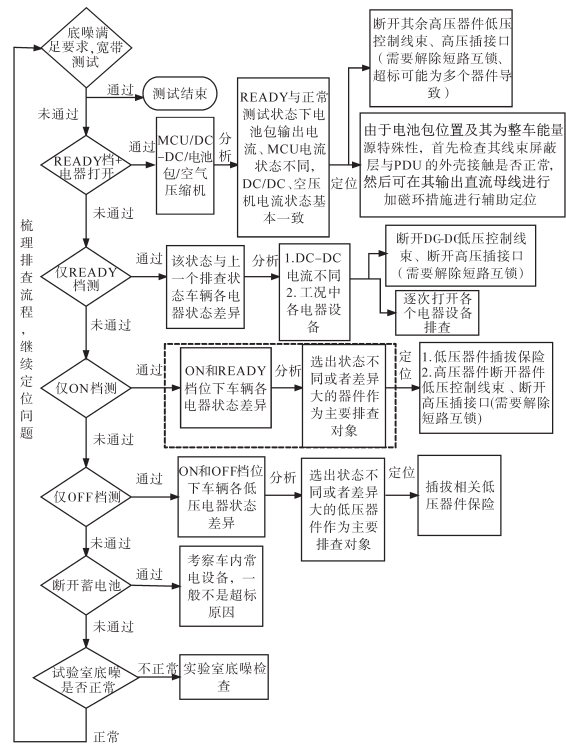 底噪满
足要求,宽带
测试
通过
测试结束
未通过
READY档+
电器打开
通过
MCU/DC
-DC/电池
包/空气
压缩机
分
析
READY与正常
测试状态下电
池包输出电
流、MCU电流
状态不同,
DC/DC、空压
机电流状态基
本一致
定位
断开其余高压器件低压
控制线束、高压插接口
(需要解除短路互锁、
超标可能为多个器件导
致)
由于电池包位置及其为整车能量
源特殊性,首先检查其线束屏蔽
层与PDU的外壳接触是否正常,
然后可在其输出直流母线进行
加磁环措施进行辅助定位
未通过
仅READY
档测
通过
该状态与上
一个排查状
态车辆各电
器状态差异
分析
1.DC-DC
电流不同
2.工况中
各电器设
备
断开DG-D低压控制线
束、断开高压插接口
(需要解除短路互锁)
逐次打开各
个电器设备
排查
未通过
仅ON档测
通过
ON和READY
档位下车辆各
电器状态差异
分析
选出状态不
同或者差异
大的器件作
为主要排查
对象
定
位
1.低压器件插拔保险
2.高压器件断开器件
低压控制线束、断开
高压插接口(需要解除
短路互锁)
未通过
仅OFF档测
通过
ON和OFF档位
下车辆各低
压电器状态
差异
分析
选出状态不
同或者差异
大的低压器
件作为主要
排查对象
定位
插拔相关低
压器件保险
未通过
断开蓄电池
通过
考察车内常
电设备,一
般不是超标
原因
未通过
试验室底噪
是否正常
不正常
实验室底噪检
查
正常
梳理排查流程,继续定位问题